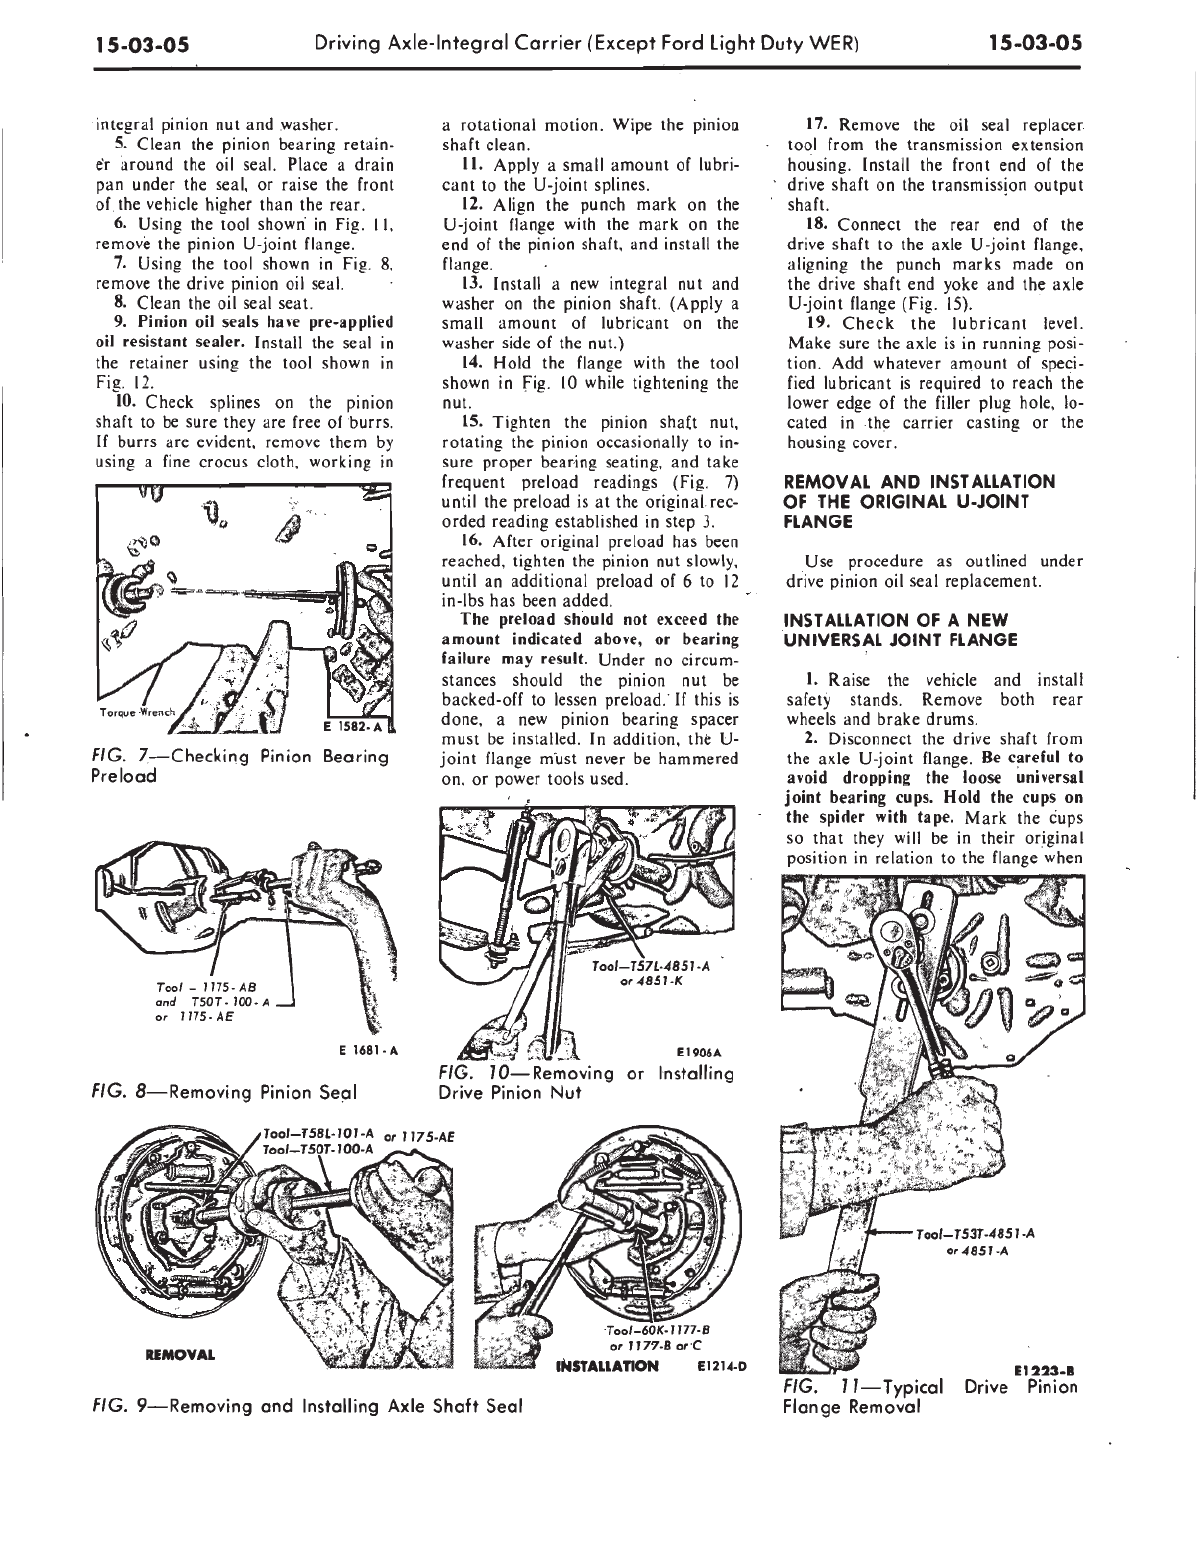 15-03-05
Driving Axle-Integral Carrier (Except Ford Light Duty WER)
15-03-05
integral pinion nut and washer.
5. Clean the pinion bearing retain-
er around the oil seal. Place a drain
pan under the seal, or raise the front
of the vehicle higher than the rear.
6. Using the tool shown in Fig. 11,
remove the pinion U-joint flange.
7. Using the tool shown in Fig. 8,
remove the drive pinion oil seal.
8. Clean the oil seal seat.
9. Pinion oil seals have pre-applied
oil resistant sealer. Install the seal in
the retainer using the tool shown in
Fig. 12.
10. Check splines on the pinion
shaft to be sure they are free of burrs.
If burrs are evident, remove them by
using a fine crocus cloth, working in
Torque Wrench
E 1582-A
FIG. 7—Checking Pinion Bearing
Preload
Tool - 1175-AB
and T50T-100-A
or 1175-AE
E 1681-A
FIG. 8—Removing Pinion Seal
a rotational motion. Wipe the pinion
shaft clean.
11. Apply a small amount of lubri-
cant to the U-joint splines.
12. Align the punch mark on the
U-joint flange with the mark on the
end of the pinion shaft, and install the
flange.
13. Install a new integral nut and
washer on the pinion shaft. (Apply a
small amount of lubricant on the
washer side of the nut.)
14. Hold the flange with the tool
shown in Fig. 10 while tightening the
nut.
15. Tighten the pinion shaft nut,
rotating the pinion occasionally to in-
sure proper bearing seating, and take
frequent preload readings (Fig. 7)
until the preload is at the original rec-
orded reading established in step 3.
16. After original preload has been
reached, tighten the pinion nut slowly,
until an additional preload of 6 to 12
in-lbs has been added.
The preload should not exceed the
amount indicated above, or bearing
failure may result. Under no circum-
stances should the pinion nut be
backed-off to lessen preload. If this is
done, a new pinion bearing spacer
must be installed. In addition, the U-
joint flange must never be hammered
on, or power tools used.
Tool—T57L-4851-A
or 4851-K
E1906A
FIG. 10—Removing or Installing
Drive Pinion Nut
Tool—T58L-101-A or 1175-AE
Tool—T50T-100-A
REMOVAL
Tool—60K-1177-B
or 1177-B or C
INSTALLATION
E1214-D
FIG. 9—Removing and Installing Axle Shaft Seal
17. Remove the oil seal replacer
tool from the transmission extension
housing. Install the front end of the
drive shaft on the transmission output
shaft.
18. Connect the rear end of the
drive shaft to the axle U-joint flange,
aligning the punch marks made on
the drive shaft end yoke and the axle
U-joint flange (Fig. 15).
19. Check the lubricant level.
Make sure the axle is in running posi-
tion. Add whatever amount of speci-
fied lubricant is required to reach the
lower edge of the filler plug hole, lo-
cated in the carrier casting or the
housing cover.
REMOVAL AND INSTALLATION
OF THE ORIGINAL U-JOINT
FLANGE
Use procedure as outlined under
drive pinion oil seal replacement.
INSTALLATION OF A NEW
UNIVERSAL JOINT FLANGE
1. Raise the vehicle and install
safety stands. Remove both rear
wheels and brake drums.
2. Disconnect the drive shaft from
the axle U-joint flange. Be careful to
avoid dropping the loose universal
joint bearing cups. Hold the cups on
the spider with tape. Mark the cups
so that they will be in their original
position in relation to the flange when
Tool—T53T-4851-A
or 4851-A
E1223-B
FIG. 11—Typical Drive Pinion
Flange Removal